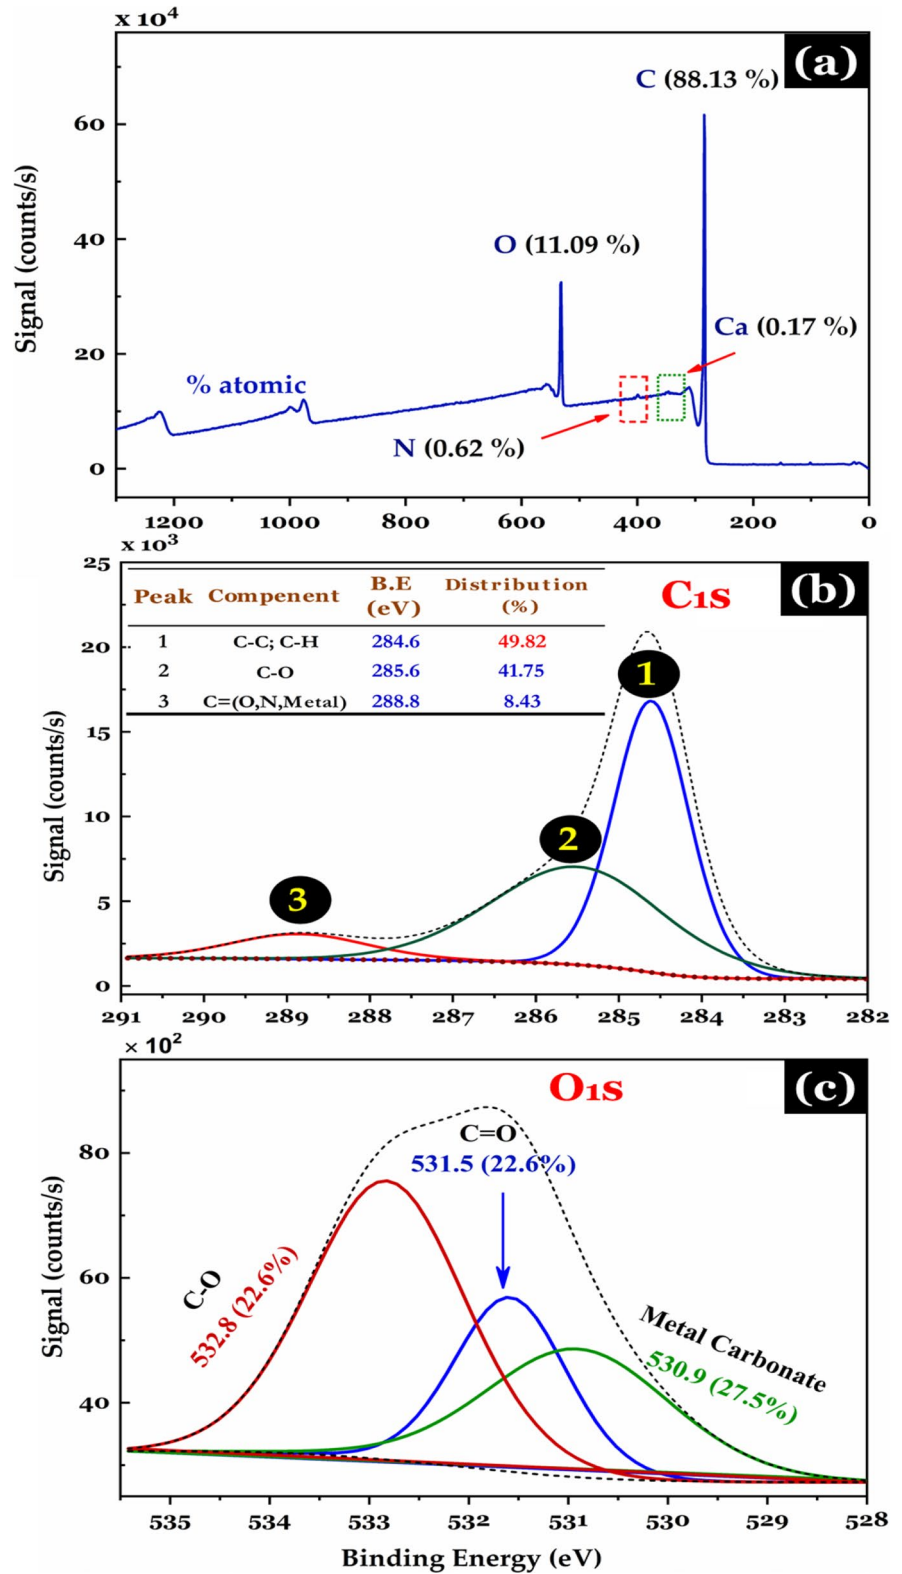 x 10⁴
(a)
C (88.13 %)
60
40
O (11.09 %)
Ca (0.17 %)
20
% atomic
N (0.62 %)
0
Signal (counts/s)
1200 1000 800 600 400 200 0
x 10³
(b)
C1s
25
Peak Compenent B.E (eV) Distribution (%)
1 C-C; C-H 284.6 49.82
2 C-O 285.6 41.75
3 C=(O,N,Metal) 288.8 8.43
20
15
10
5
0
1
2
3
Signal (counts/s)
291 290 289 288 287 286 285 284 283 282
× 10²
(c)
O1s
80
60
40
C=O
531.5 (22.6%)
C-O
532.8 (22.6%)
Metal Carbonate
530.9 (27.5%)
Signal (counts/s)
535 534 533 532 531 530 529 528
Binding Energy (eV)